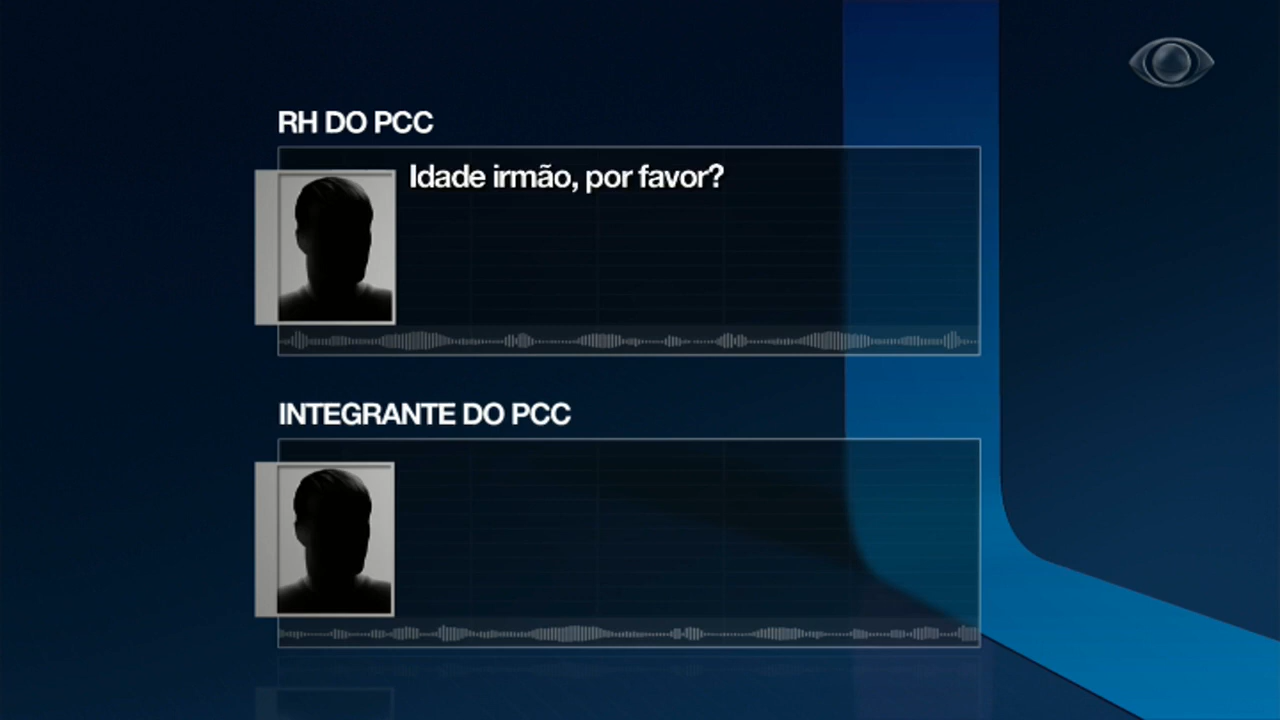 RH DO PCC
Idade irmão, por favor?
INTEGRANTE DO PCC